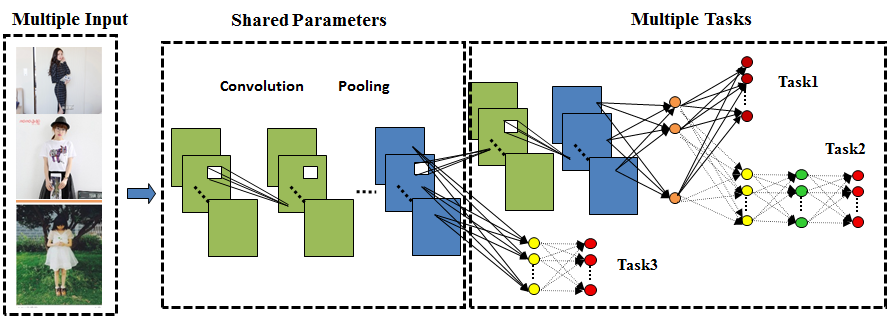 Multiple Input
Shared Parameters
Multiple Tasks
Convolution
Pooling
Task1
Task2
Task3